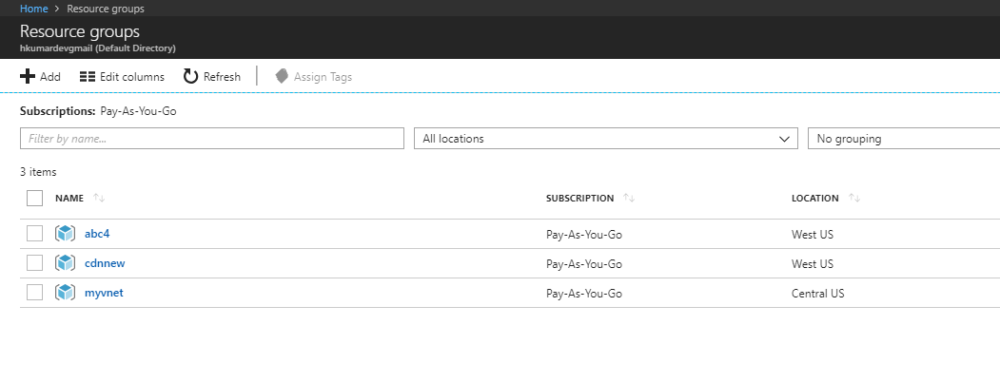 Home > Resource groups
Resource groups
hkumardevgmail (Default Directory)
Add Edit columns Refresh Assign Tags
Subscriptions: Pay-As-You-Go
Filter by name... All locations No grouping
3 items
NAME SUBSCRIPTION LOCATION
abc4 Pay-As-You-Go West US
cdnnew Pay-As-You-Go West US
myvnet Pay-As-You-Go Central US